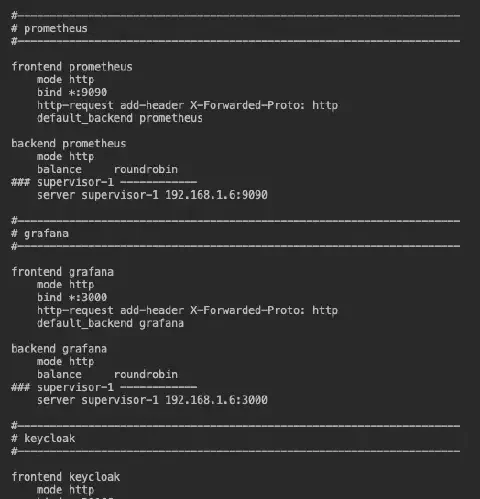 #---------------------------------------------------------------------
# prometheus
#---------------------------------------------------------------------
frontend prometheus
    mode http
    bind *:9090
    http-request add-header X-Forwarded-Proto: http
    default_backend prometheus
backend prometheus
    mode http
    balance     roundrobin
### supervisor-1 ------------
    server supervisor-1 192.168.1.6:9090
#---------------------------------------------------------------------
# grafana
#---------------------------------------------------------------------
frontend grafana
    mode http
    bind *:3000
    http-request add-header X-Forwarded-Proto: http
    default_backend grafana
backend grafana
    mode http
    balance     roundrobin
### supervisor-1 ------------
    server supervisor-1 192.168.1.6:3000
#---------------------------------------------------------------------
# keycloak
#---------------------------------------------------------------------
frontend keycloak
    mode http